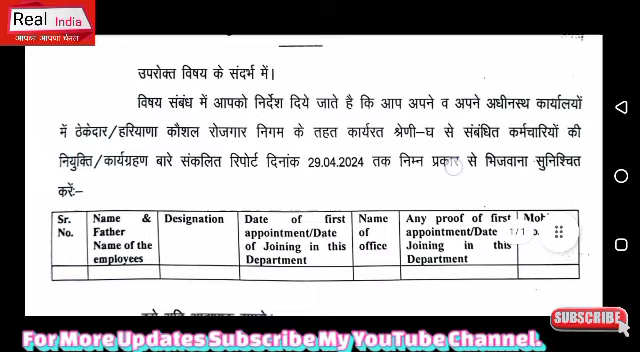 Real India
आपका आपणा चैनल
उपरोक्त विषय के संदर्भ में।
विषय संबंध में आपको निर्देश दिये जाते है कि आप अपने व अपने अधीनस्थ कार्यालयों
में ठेकेदार/हरियाणा कौशल रोजगार निगम के तहत कार्यरत श्रेणी-घ से संबंधित कर्मचारियों की
नियुक्ति/कार्यग्रहण बारे संकलित रिपोर्ट दिनांक 29.04.2024 तक निम्न प्रकार से भिजवाना सुनिश्चित
करें:-
Sr. No.
Name & Father Name of the employees
Designation
Date of first appointment/Date of Joining in this Department
Name of office
Any proof of first appointment/Date Joining in this Department
1/1
SUBSCRIBE
For More Updates Subscribe My YouTube Channel.